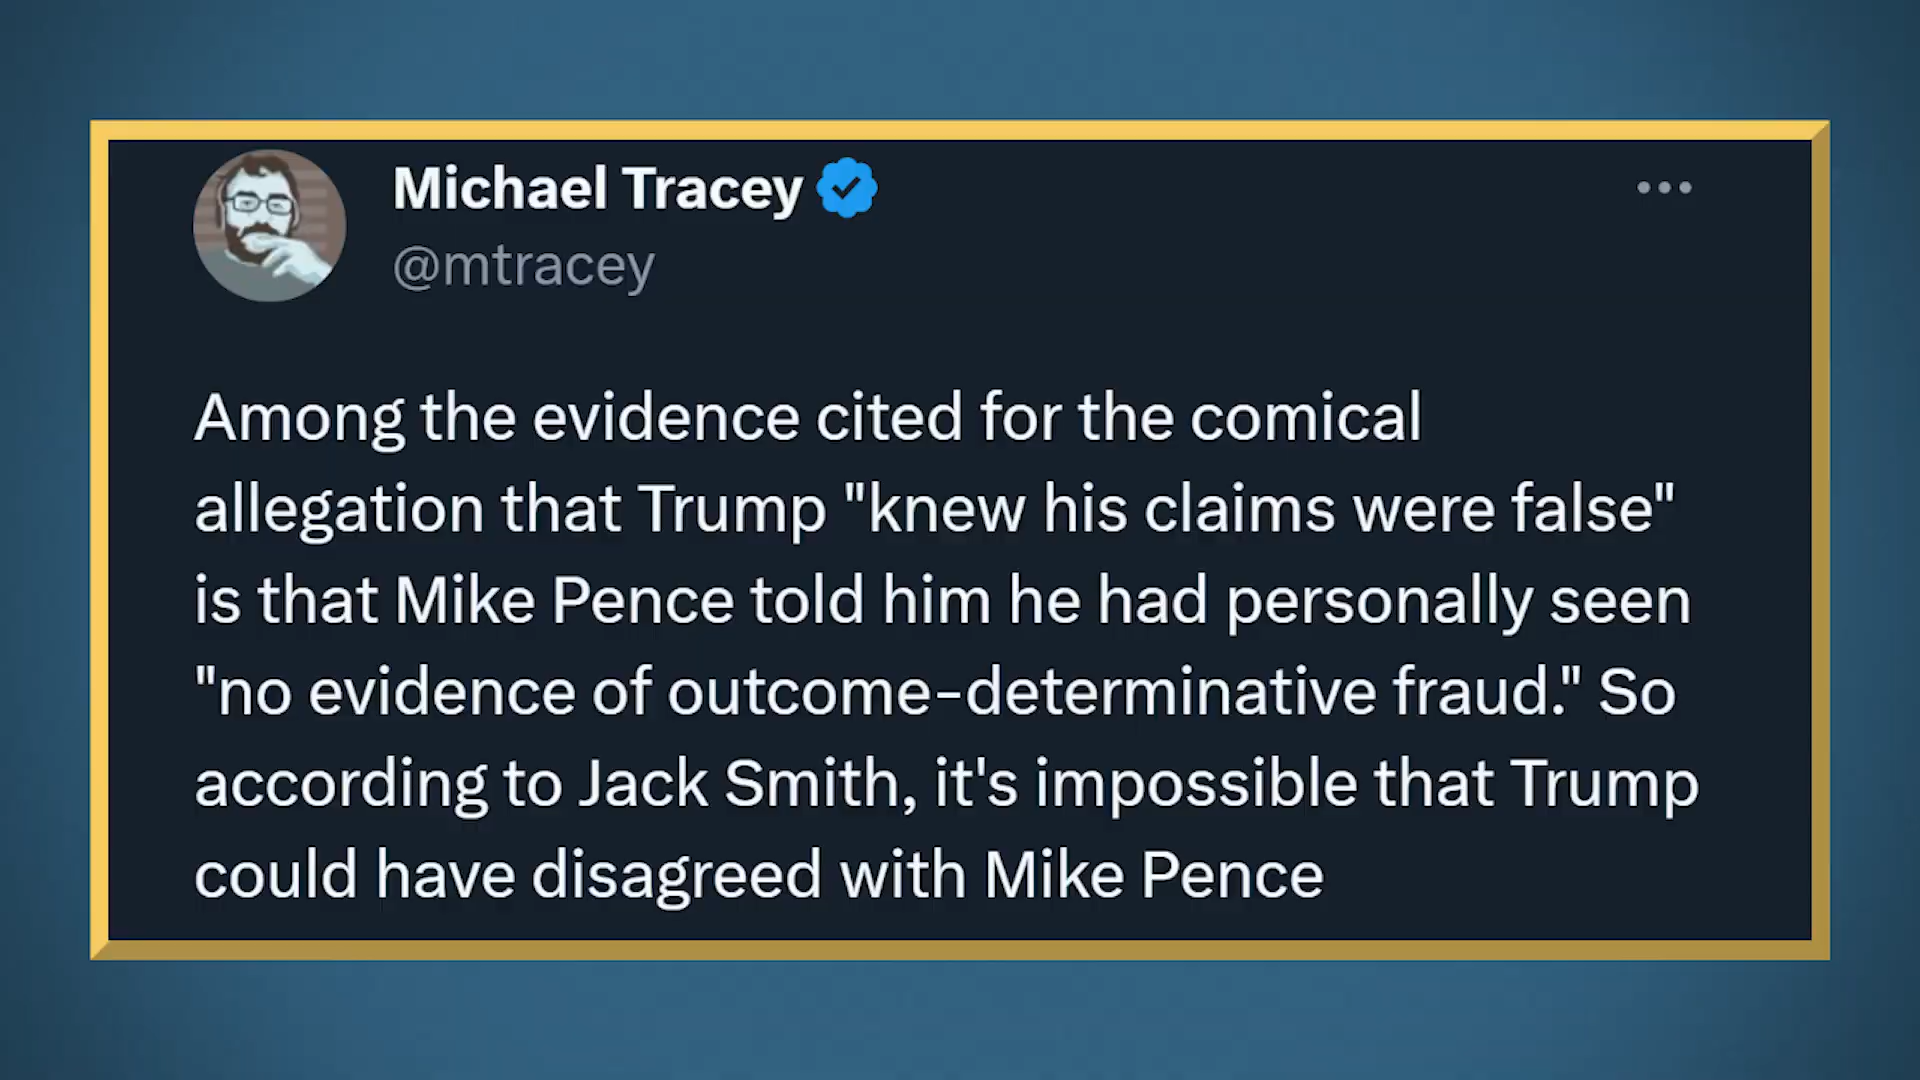 Michael Tracey
@mtracey
Among the evidence cited for the comical
allegation that Trump "knew his claims were false"
is that Mike Pence told him he had personally seen
"no evidence of outcome-determinative fraud." So
according to Jack Smith, it's impossible that Trump
could have disagreed with Mike Pence